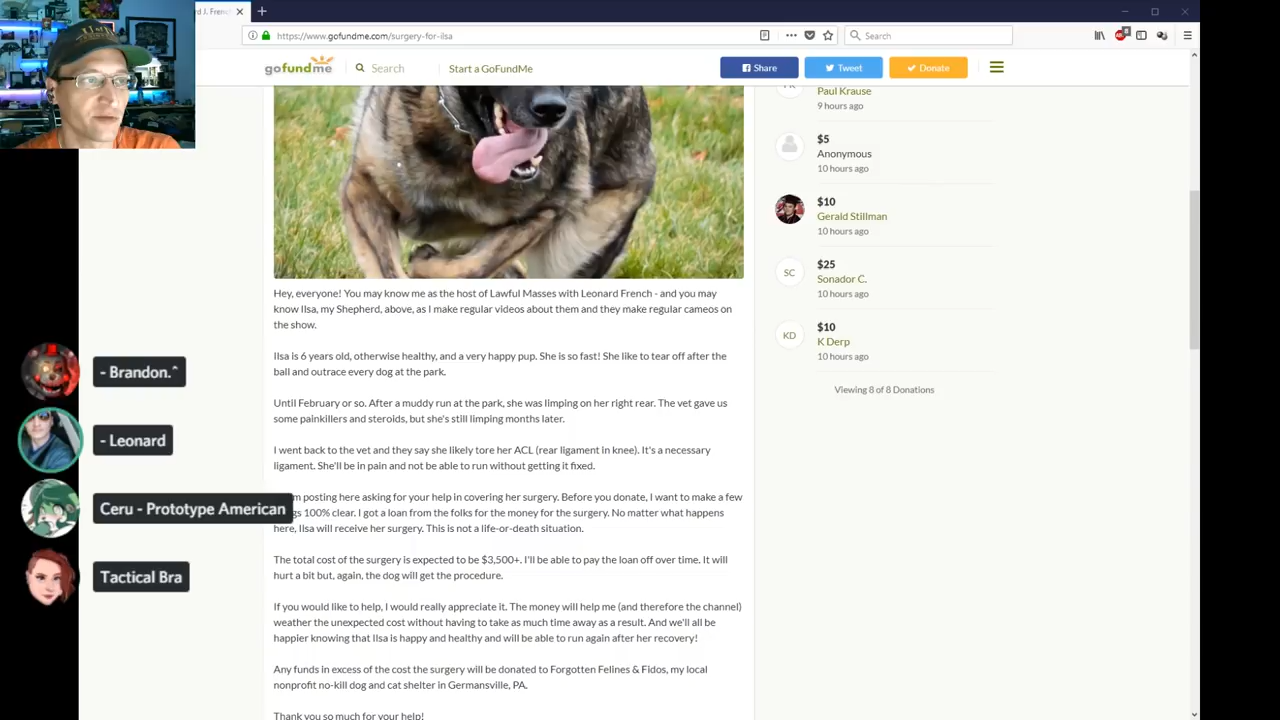 rd J. Frenc
https://www.gofundme.com/surgery-for-ilsa
Search
gofundme
Search
Start a GoFundMe
Share
Tweet
Donate
Paul Krause
9 hours ago
$5
Anonymous
10 hours ago
$10
Gerald Stillman
10 hours ago
SC
$25
Sonador C.
10 hours ago
KD
$10
K Derp
10 hours ago
Viewing 8 of 8 Donations
Hey, everyone! You may know me as the host of Lawful Masses with Leonard French - and you may
know Ilsa, my Shepherd, above, as I make regular videos about them and they make regular cameos on
the show.
Ilsa is 6 years old, otherwise healthy, and a very happy pup. She is so fast! She like to tear off after the
ball and outrace every dog at the park.
Until February or so. After a muddy run at the park, she was limping on her right rear. The vet gave us
some painkillers and steroids, but she's still limping months later.
I went back to the vet and they say she likely tore her ACL (rear ligament in knee). It's a necessary
ligament. She'll be in pain and not be able to run without getting it fixed.
m posting here asking for your help in covering her surgery. Before you donate, I want to make a few
gs 100% clear. I got a loan from the folks for the money for the surgery. No matter what happens
here, Ilsa will receive her surgery. This is not a life-or-death situation.
The total cost of the surgery is expected to be $3,500+. I'll be able to pay the loan off over time. It will
hurt a bit but, again, the dog will get the procedure.
If you would like to help, I would really appreciate it. The money will help me (and therefore the channel)
weather the unexpected cost without having to take as much time away as a result. And we'll all be
happier knowing that Ilsa is happy and healthy and will be able to run again after her recovery!
Any funds in excess of the cost the surgery will be donated to Forgotten Felines & Fidos, my local
nonprofit no-kill dog and cat shelter in Germansville, PA.
Thank you so much for your help!
- Brandon.^
- Leonard
Ceru - Prototype American
Tactical Bra